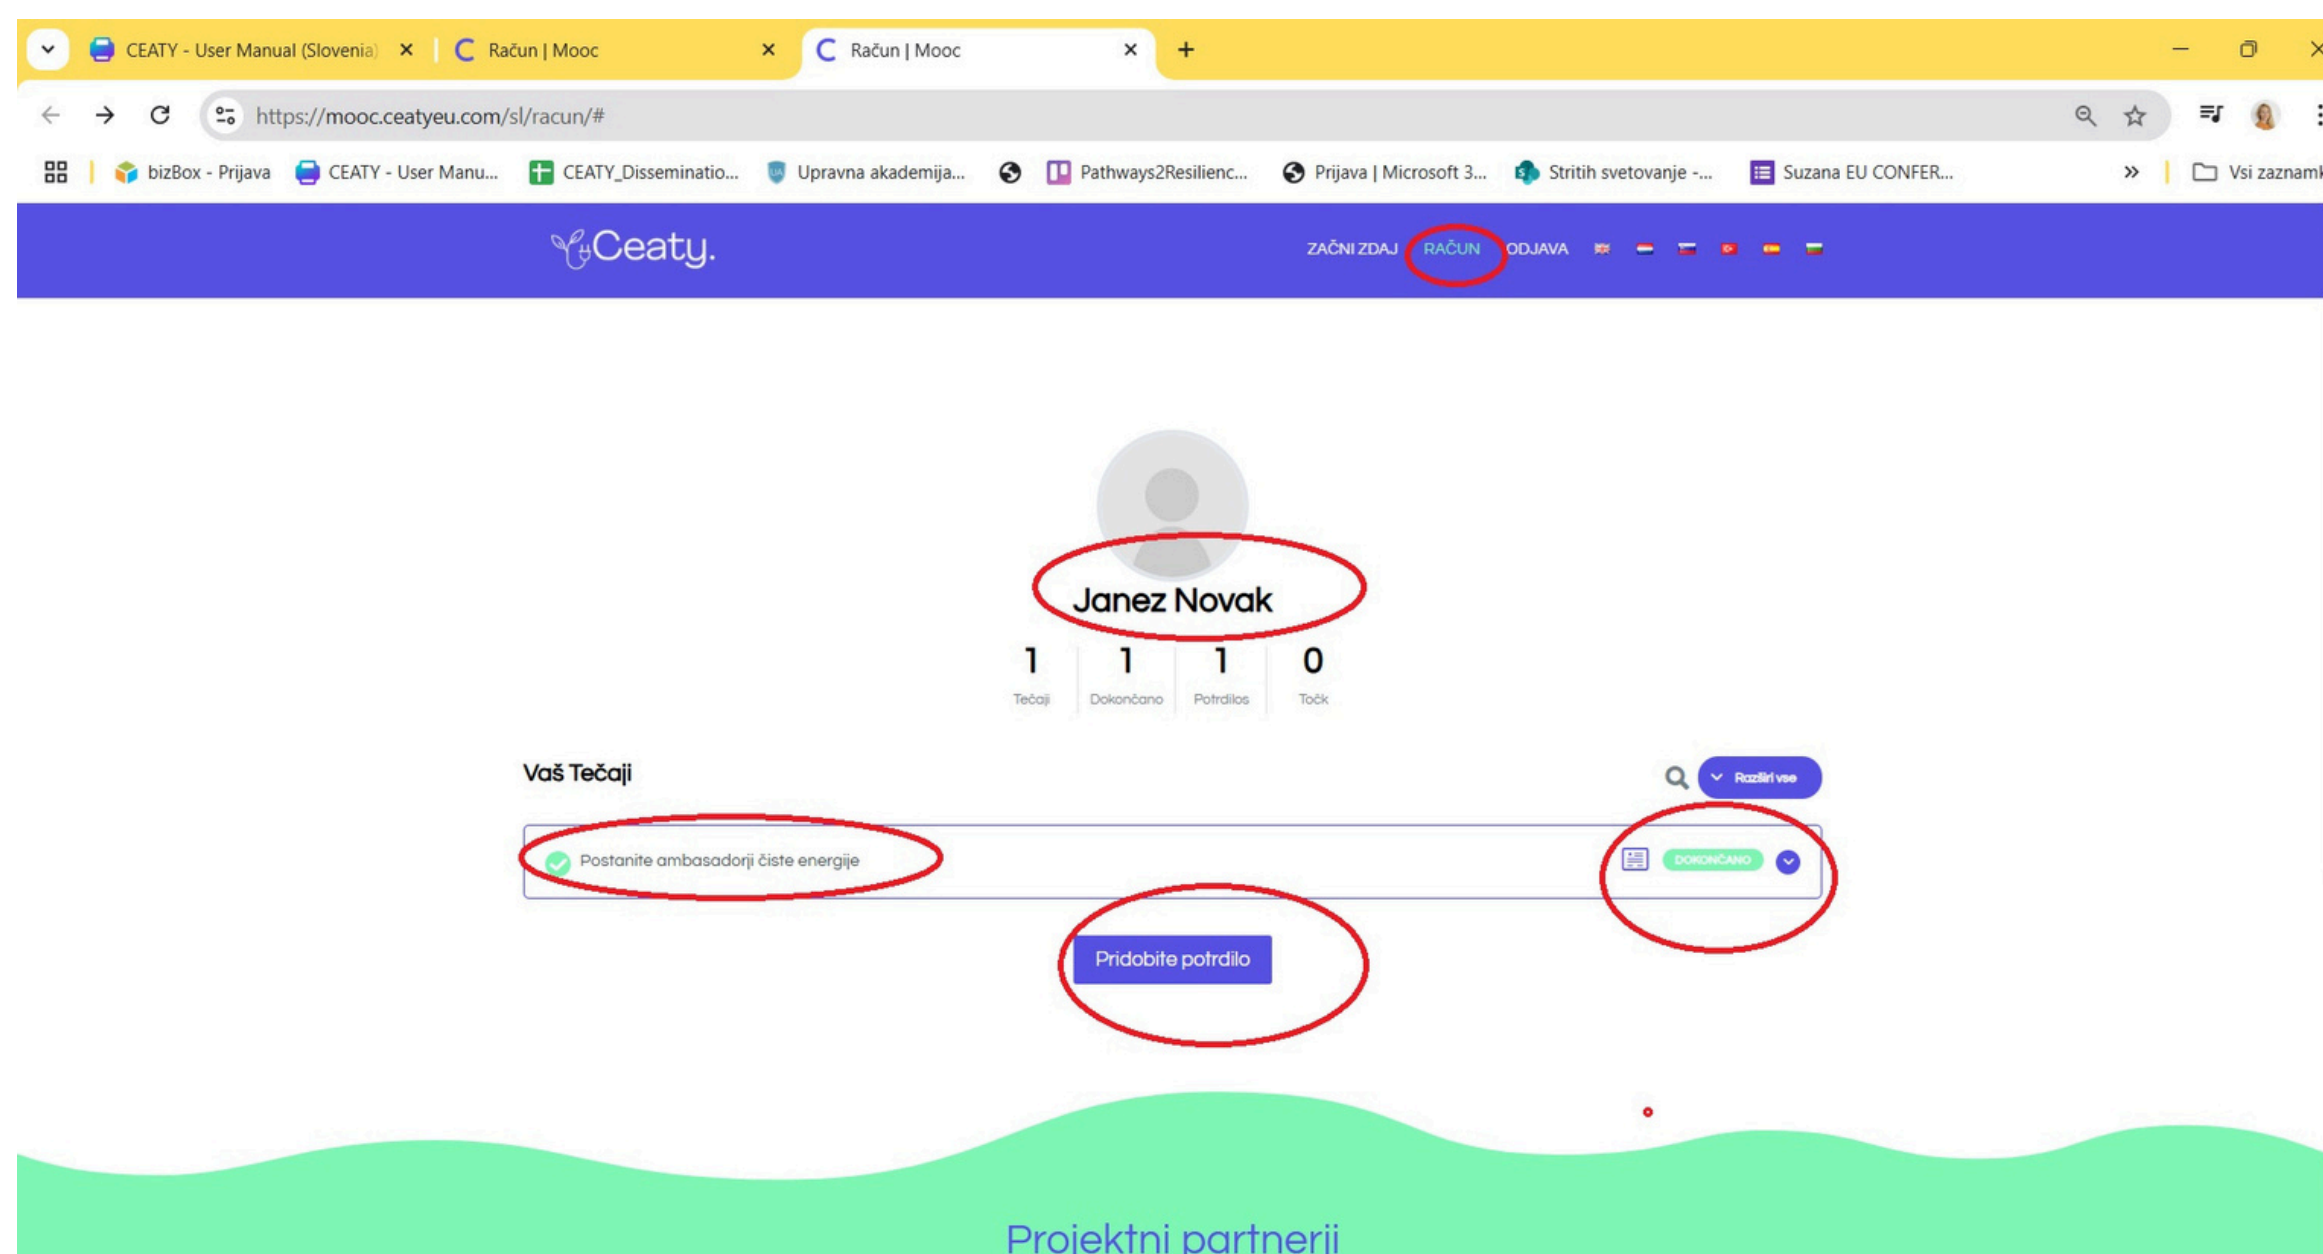 CEATY - User Manual (Slovenia)
Račun | Mooc
Račun | Mooc
https://mooc.ceatyeu.com/sl/racun/#
bizBox - Prijava
CEATY - User Manu...
CEATY_Disseminatio...
Upravna akademija...
Pathways2Resilienc...
Prijava | Microsoft 3...
Stritih svetovanje -...
Suzana EU CONFER...
Vsi zaznamk
Ceaty.
ZAČNI ZDAJ
RAČUN
ODJAVA
Janez Novak
1 1 1 0
Tečaji Dokončano Potrdilos Točk
Vaš Tečaji
Razširi vse
Postanite ambasadorji čiste energije
DOKONČANO
Pridobite potrdilo
Projektni partnerji